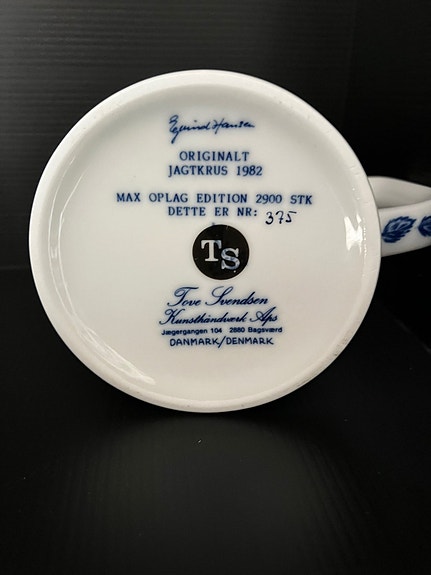 Ejvind Hansen
ORIGINALT
JAGTKRUS 1982
MAX OPLAG EDITION 2900 STK
DETTE ER NR: 375
TS
Tove Svendsen
Kunsthåndværk Aps
Jægergangen 104 2880 Bagsværd
DANMARK/DENMARK